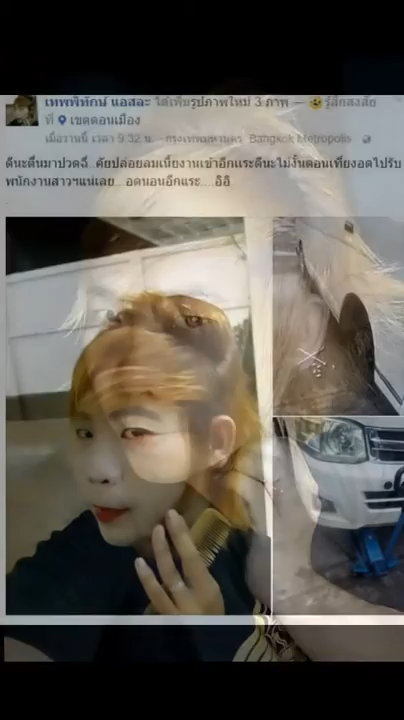 เทพพิทักษ์ แอสละ ได้เพิ่มรูปภาพใหม่ 3 ภาพ — รู้สึกสงสัย
ที่ เขตดอนเมือง
เมื่อวานนี้ เวลา 9:32 น. · กรุงเทพมหานคร Bangkok Metropolis
ดีนะตื่นมาปวดฉี่ ปล่อยลมเนี้ยงานเข้าอีกแระดีนะไม่งั้นตอนเที่ยงอดไปรับ
พนักงานสาวฯแน่เลย...อดนอนอีกแระ....อิอิ